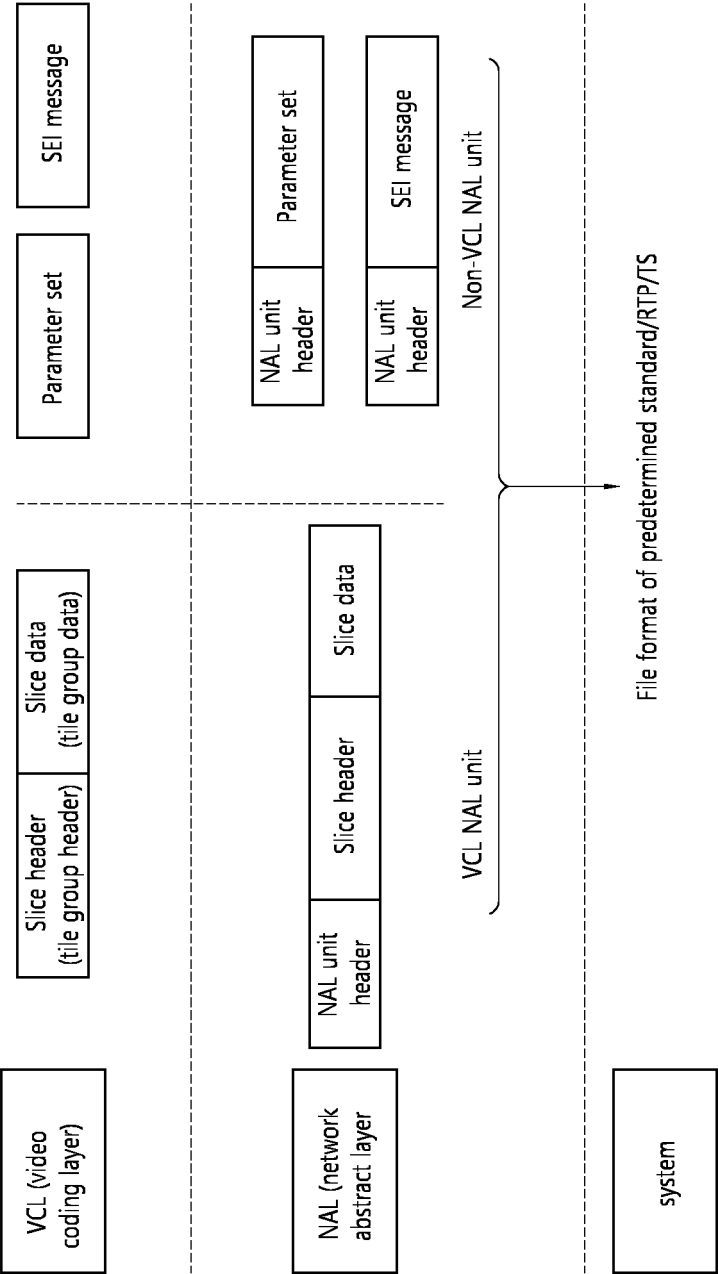 VCL (video
coding layer)
Slice header
(tile group header)
Slice data
(tile group data)
Parameter set
SEI message
NAL (network
abstract layer
NAL unit
header
Slice header
Slice data
NAL unit
header
Parameter set
NAL unit
header
SEI message
VCL NAL unit
Non-VCL NAL unit
system
File format of predetermined standard/RTP/TS